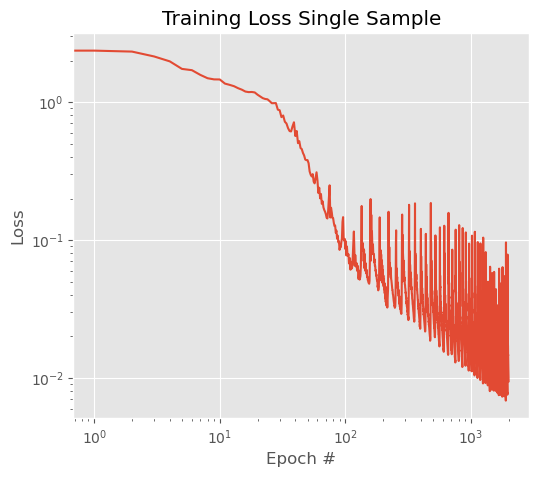 Training Loss Single Sample
Loss
10⁰
10⁻¹
10⁻²
10⁰ 10¹ 10² 10³
Epoch #